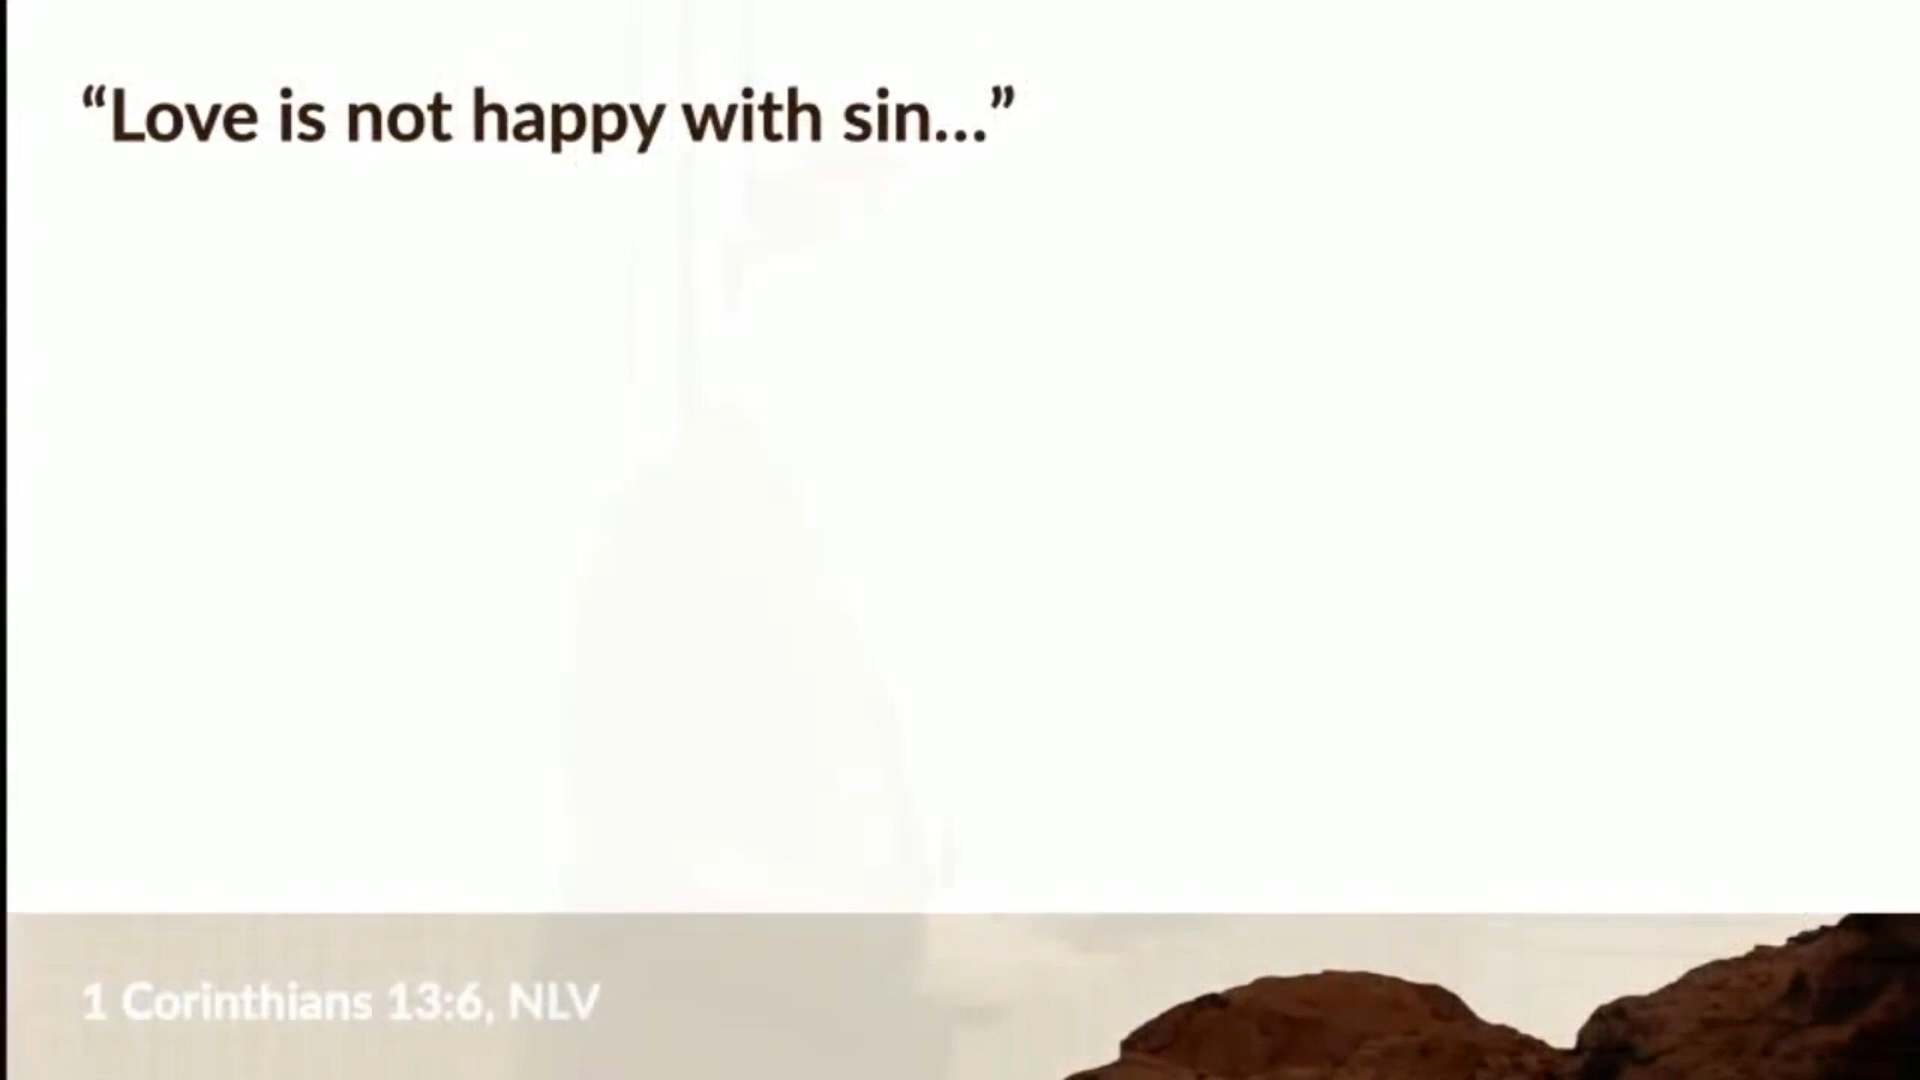 “Love is not happy with sin...”
1 Corinthians 13:6, NLV